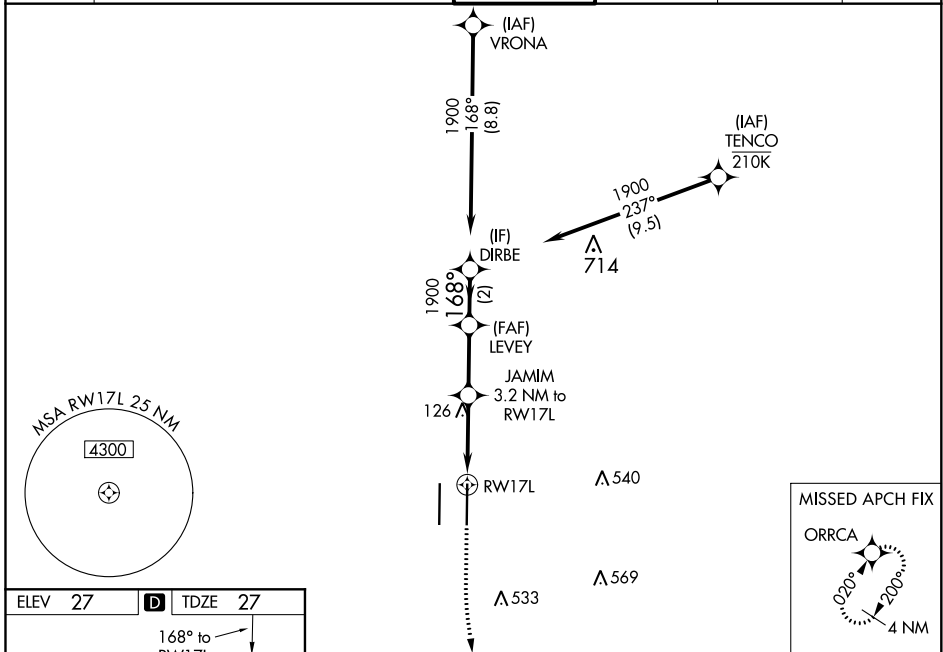 (IAF)
VRONA
1900
168°
(8.8)
(IAF)
TENCO
210K
1900
237°
(9.5)
714
(IF)
DIRBE
1900
168°
(2)
(FAF)
LEVEY
JAMIM
3.2 NM to
RW17L
126
MSA RW17L 25 NM
4300
RW17L
540
569
533
MISSED APCH FIX
ORRCA
020°
200°
4 NM
ELEV 27 D TDZE 27
168° to
RW17L